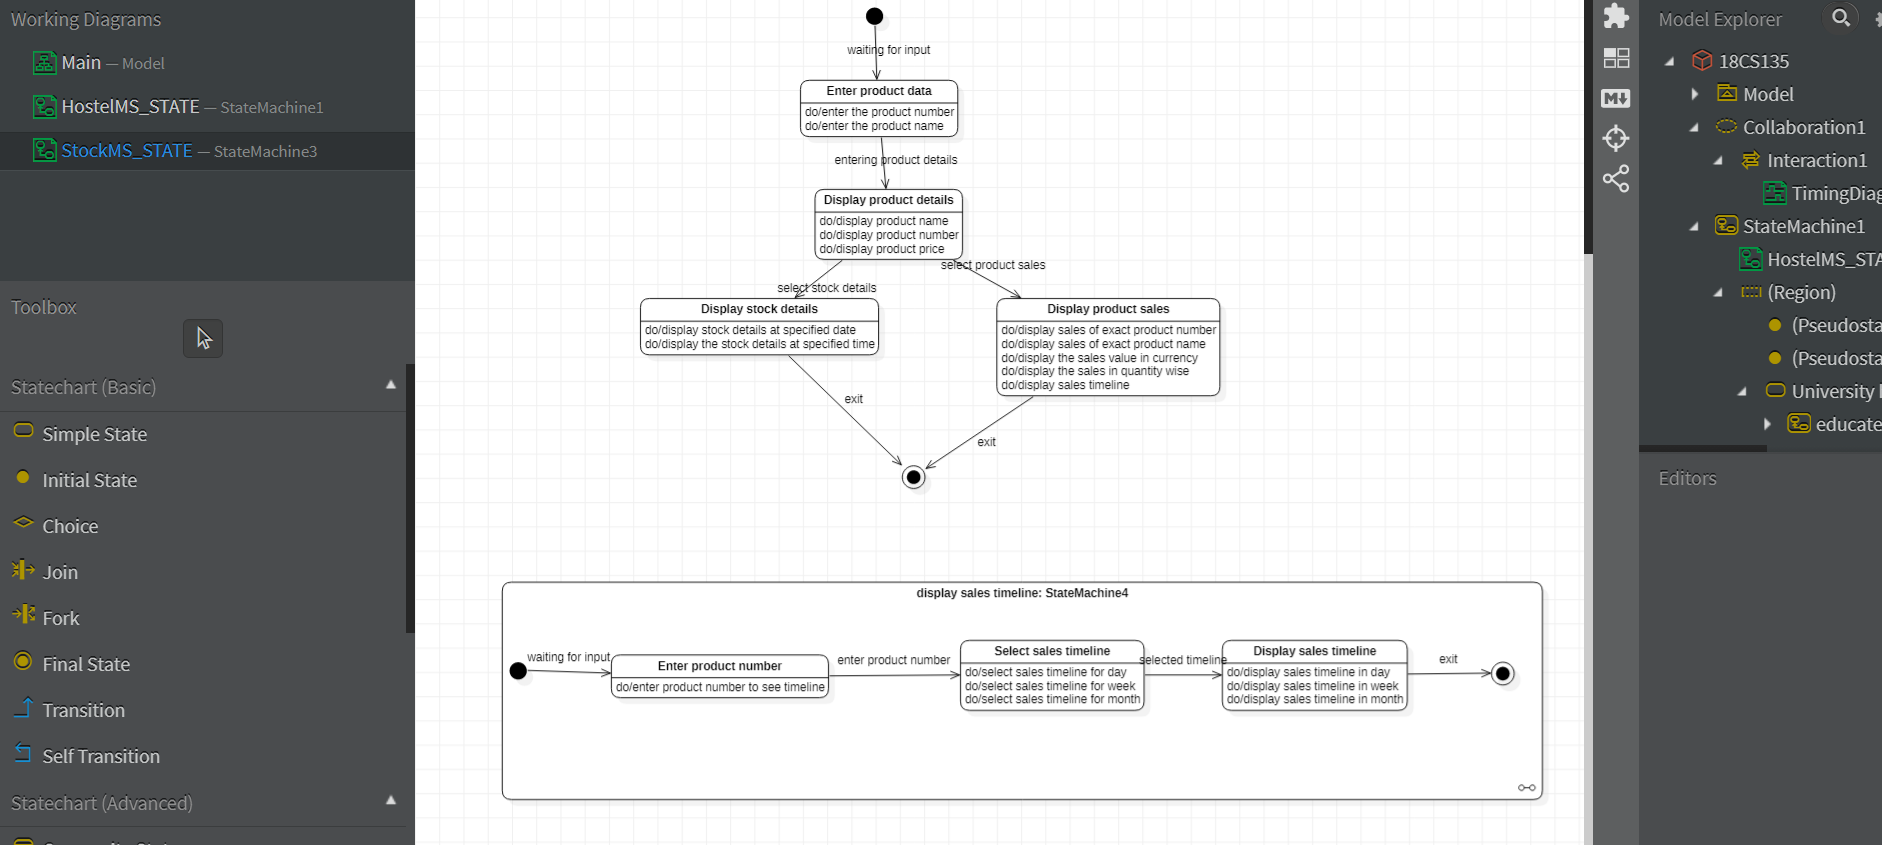 Working Diagrams
Main — Model
HostelMS_STATE — StateMachine1
StockMS_STATE — StateMachine3
Toolbox
Statechart (Basic)
Simple State
Initial State
Choice
Join
Fork
Final State
Transition
Self Transition
Statechart (Advanced)
waiting for input
Enter product data
do/enter the product number
do/enter the product name
entering product details
Display product details
do/display product name
do/display product number
do/display product price
select product sales
select stock details
Display stock details
do/display stock details at specified date
do/display the stock details at specified time
Display product sales
do/display sales of exact product number
do/display sales of exact product name
do/display the sales value in currency
do/display the sales in quantity wise
do/display sales timeline
exit
exit
display sales timeline: StateMachine4
waiting for input
Enter product number
do/enter product number to see timeline
enter product number
Select sales timeline
do/select sales timeline for day
do/select sales timeline for week
do/select sales timeline for month
selected timeline
Display sales timeline
do/display sales timeline in day
do/display sales timeline in week
do/display sales timeline in month
exit
M
Model Explorer
18CS135
Model
Collaboration1
Interaction1
TimingDiag
StateMachine1
HostelMS_STA
(Region)
(Pseudosta
(Pseudosta
University
educate
Editors